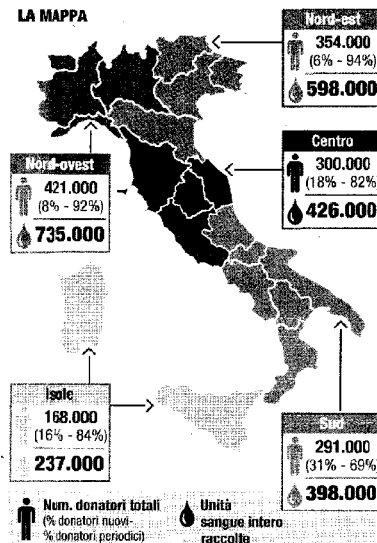 LA MAPPA
Nord-est
354.000
(6% - 94%)
598.000
Centro
300.000
(18% - 82%)
426.000
Nord-ovest
421.000
(8% - 92%)
735.000
Isole
168.000
(16% - 84%)
237.000
Sud
291.000
(31% - 69%)
398.000
Num. donatori totali
(% donatori nuovi-
% donatori periodici)
Unità
sangue intero
raccolte